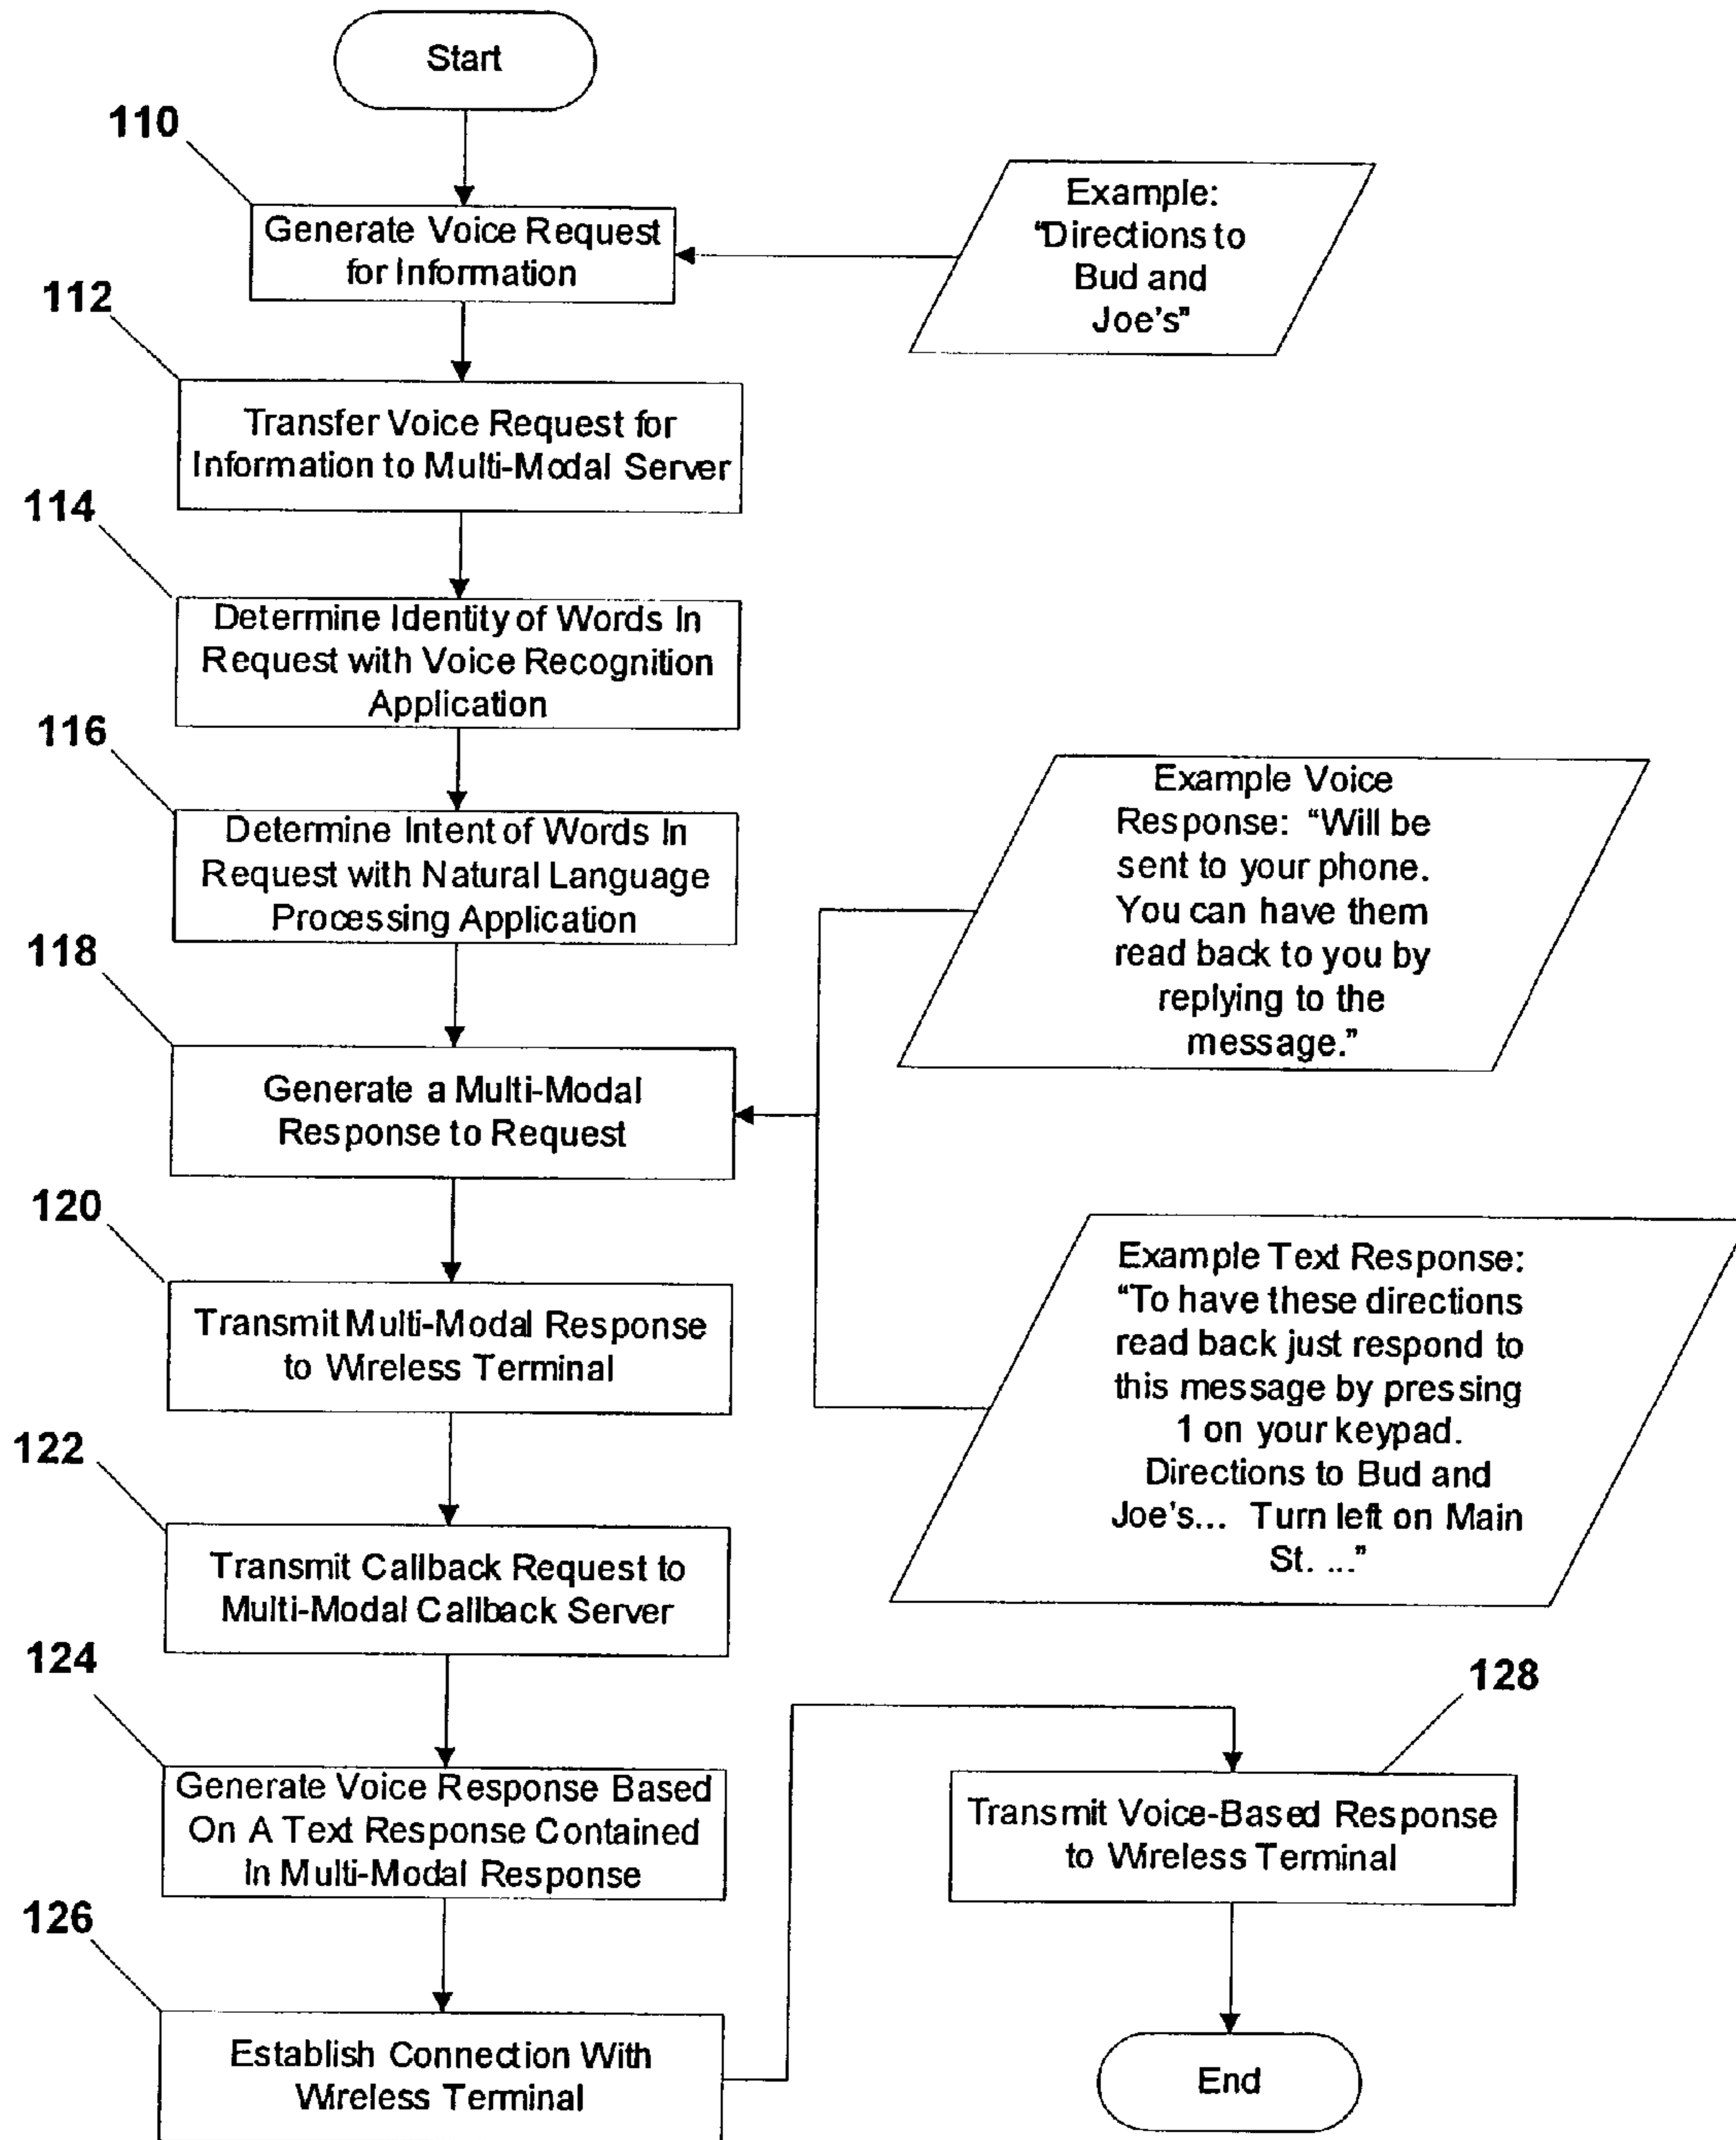 Start
110
Generate Voice Request
for Information
Example:
“Directions to
Bud and
Joe's”
112
Transfer Voice Request for
Information to Multi-Modal Server
114
Determine Identity of Words In
Request with Voice Recognition
Application
116
Determine Intent of Words In
Request with Natural Language
Processing Application
Example Voice
Response: “Will be
sent to your phone.
You can have them
read back to you by
replying to the
message.”
118
Generate a Multi-Modal
Response to Request
120
Transmit Multi-Modal Response
to Wireless Terminal
Example Text Response:
“To have these directions
read back just respond to
this message by pressing
1 on your keypad.
Directions to Bud and
Joe's... Turn left on Main
St. ...”
122
Transmit Callback Request to
Multi-Modal Callback Server
124
Generate Voice Response Based
On A Text Response Contained
In Multi-Modal Response
126
Establish Connection With
Wireless Terminal
128
Transmit Voice-Based Response
to Wireless Terminal
End